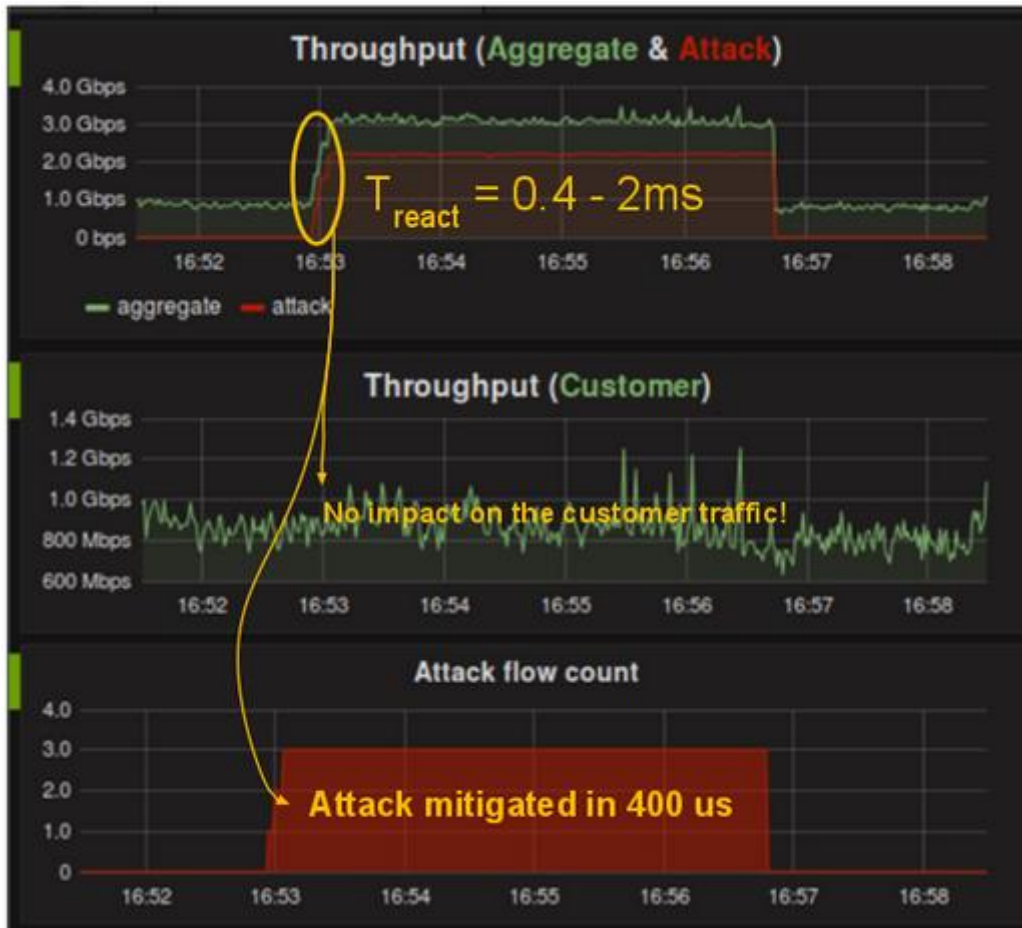 Throughput (Aggregate & Attack)
4.0 Gbps
3.0 Gbps
2.0 Gbps
1.0 Gbps
0 bps
T react = 0.4 - 2ms
16:52 16:53 16:54 16:55 16:56 16:57 16:58
aggregate attack
Throughput (Customer)
1.4 Gbps
1.2 Gbps
1.0 Gbps
800 Mbps
600 Mbps
No impact on the customer traffic!
16:52 16:53 16:54 16:55 16:56 16:57 16:58
Attack flow count
4.0
3.0
2.0
1.0
0
Attack mitigated in 400 us
16:52 16:53 16:54 16:55 16:56 16:57 16:58